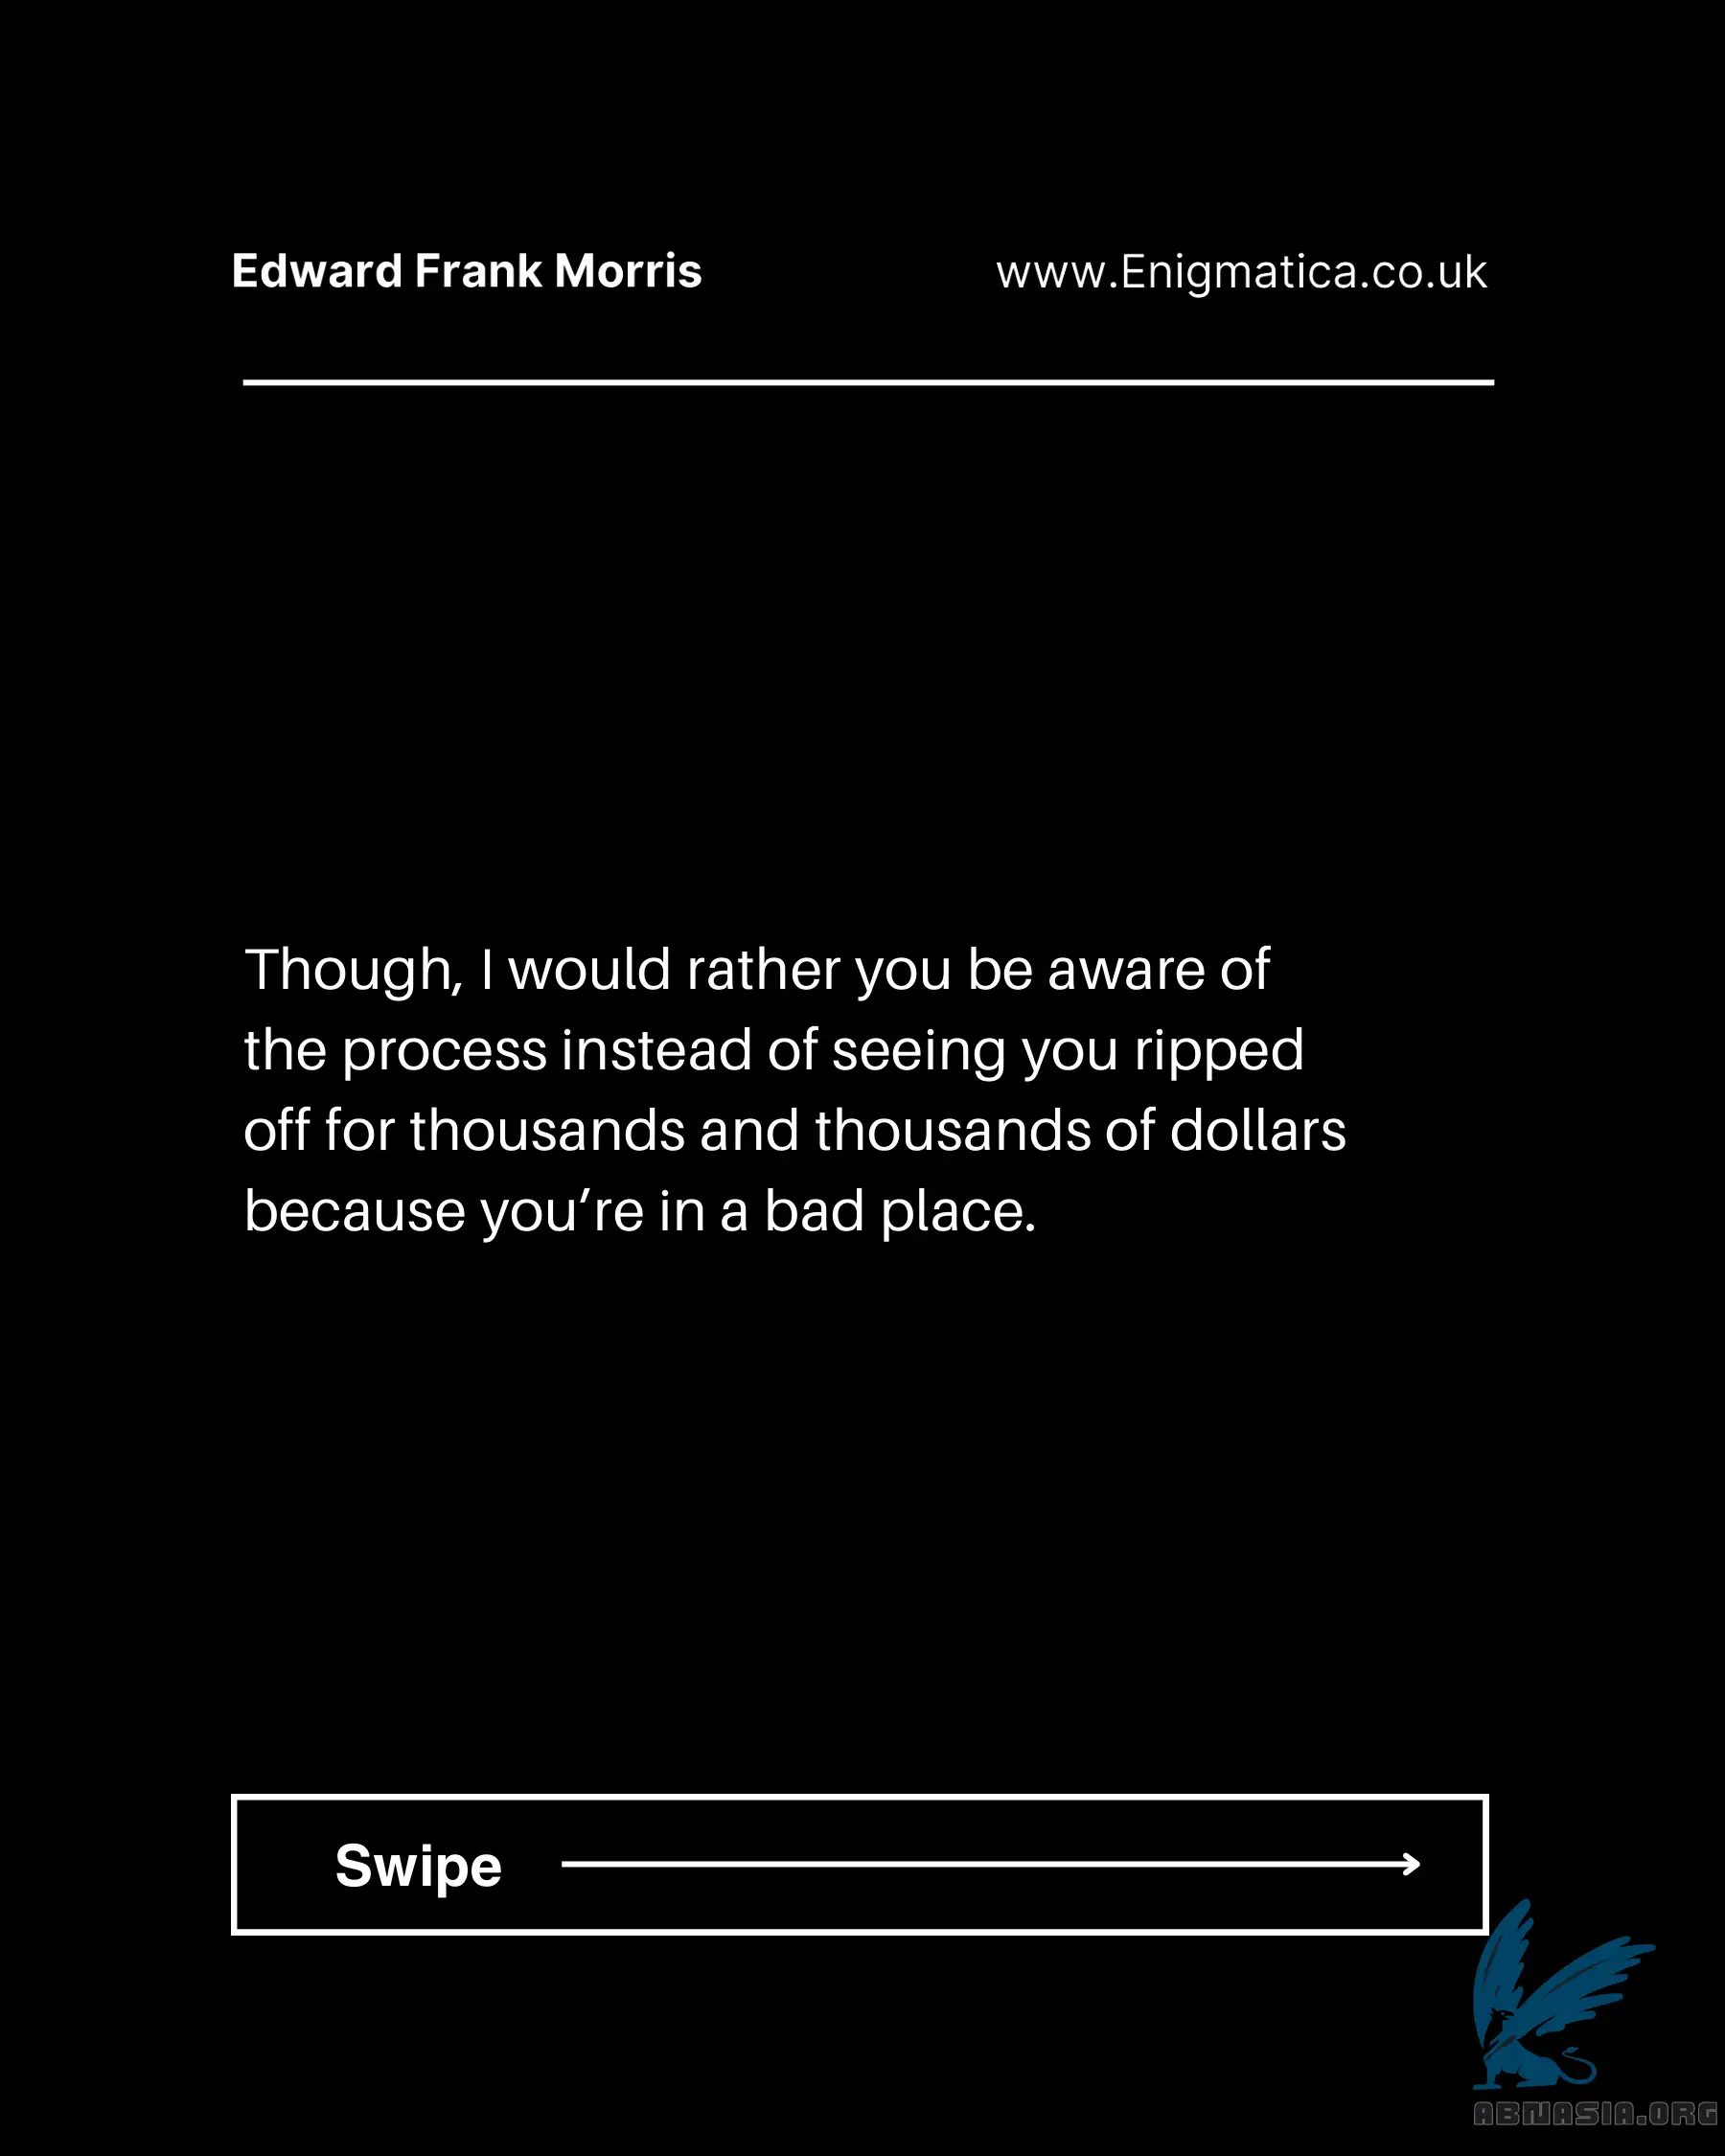 Edward Frank Morris
www.Enigmatica.co.uk
Though, I would rather you be aware of
the process instead of seeing you ripped
off for thousands and thousands of dollars
because you’re in a bad place.
Swipe
ABNASIA.ORG